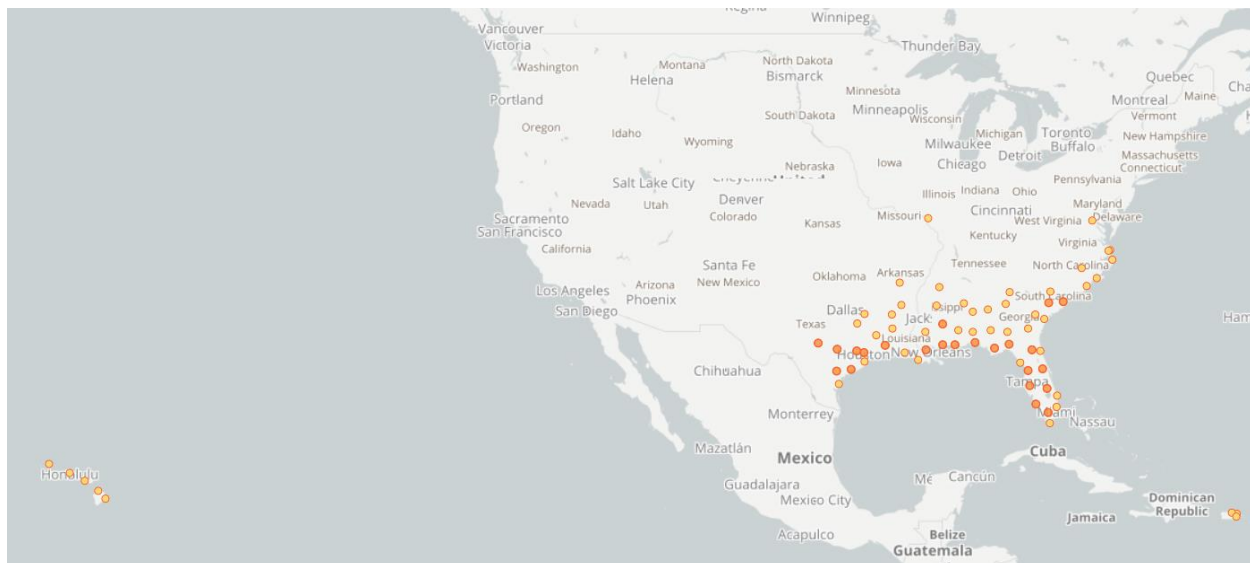 Winnipeg
Vancouver
Victoria
Thunder Bay
North Dakota
Washington
Montana
Helena
Bismarck
Quebec
Minnesota
Portland
Maine
Montreal
Minneapolis
South Dakota
Vermont
Wisconsin
Oregon
Idaho
Michigan
Toronto
New Hampshire
Wyoming
Milwaukee
Buffalo
Chicago
Detroit
Massachusetts
Connecticut
Nebraska
Iowa
Salt Lake City
Cheyenne
United
Pennsylvania
Illinois
Indiana
Ohio
Nevada
Utah
Denver
Colorado
Maryland
Delaware
Missouri
Cincinnati
West Virginia
Sacramento
San Francisco
Kansas
Kentucky
Virginia
California
Santa Fe
Tennessee
North Carolina
New Mexico
Oklahoma
Arkansas
Los Angeles
Arizona
Phoenix
South Carolina
San Diego
Dallas
Jack
Georgia
Texas
Louisiana
Houston
New Orleans
Chihuahua
Tampa
Monterrey
Miami
Nassau
Mazatlán
Mexico
Cuba
Honolulu
Guadalajara
Mé
Cancún
Mexico City
Dominican
Republic
Jamaica
Acapulco
Belize
Guatemala